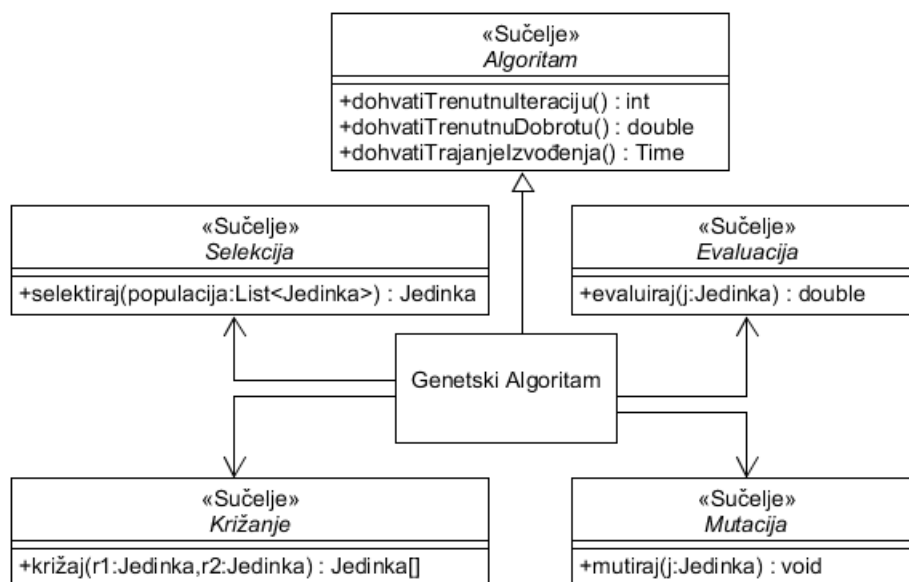 «Sučelje»
Algoritam
+dohvatiTrenutnuIteraciju() : int
+dohvatiTrenutnuDobrotu() : double
+dohvatiTrajanjeIzvođenja() : Time
«Sučelje»
Selekcija
+selektiraj(populacija:List<Jedinka>) : Jedinka
«Sučelje»
Evaluacija
+evaluiraj(j:Jedinka) : double
Genetski Algoritam
«Sučelje»
Križanje
+križaj(r1:Jedinka,r2:Jedinka) : Jedinka[]
«Sučelje»
Mutacija
+mutiraj(j:Jedinka) : void